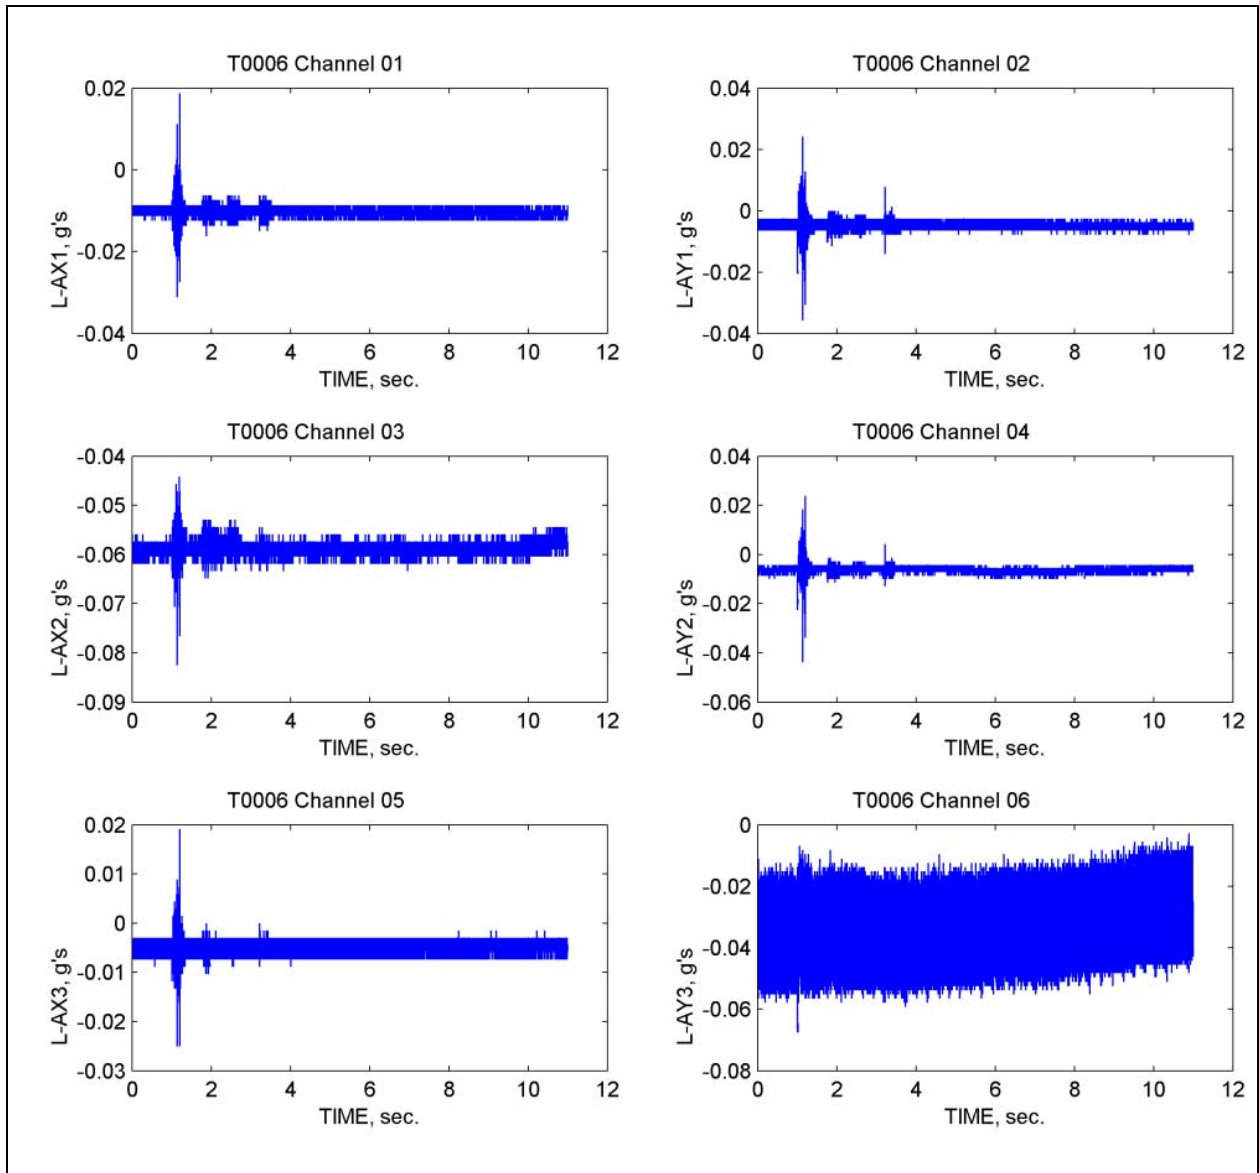 T0006 Channel 01
0.02
0
-0.02
-0.04
L-AX1, g's
0 2 4 6 8 10 12
TIME, sec.
T0006 Channel 02
0.04
0.02
0
-0.02
-0.04
L-AY1, g's
0 2 4 6 8 10 12
TIME, sec.
T0006 Channel 03
-0.04
-0.05
-0.06
-0.07
-0.08
-0.09
L-AX2, g's
0 2 4 6 8 10 12
TIME, sec.
T0006 Channel 04
0.04
0.02
0
-0.02
-0.04
-0.06
L-AY2, g's
0 2 4 6 8 10 12
TIME, sec.
T0006 Channel 05
0.02
0.01
0
-0.01
-0.02
-0.03
L-AX3, g's
0 2 4 6 8 10 12
TIME, sec.
T0006 Channel 06
0
-0.02
-0.04
-0.06
-0.08
L-AY3, g's
0 2 4 6 8 10 12
TIME, sec.